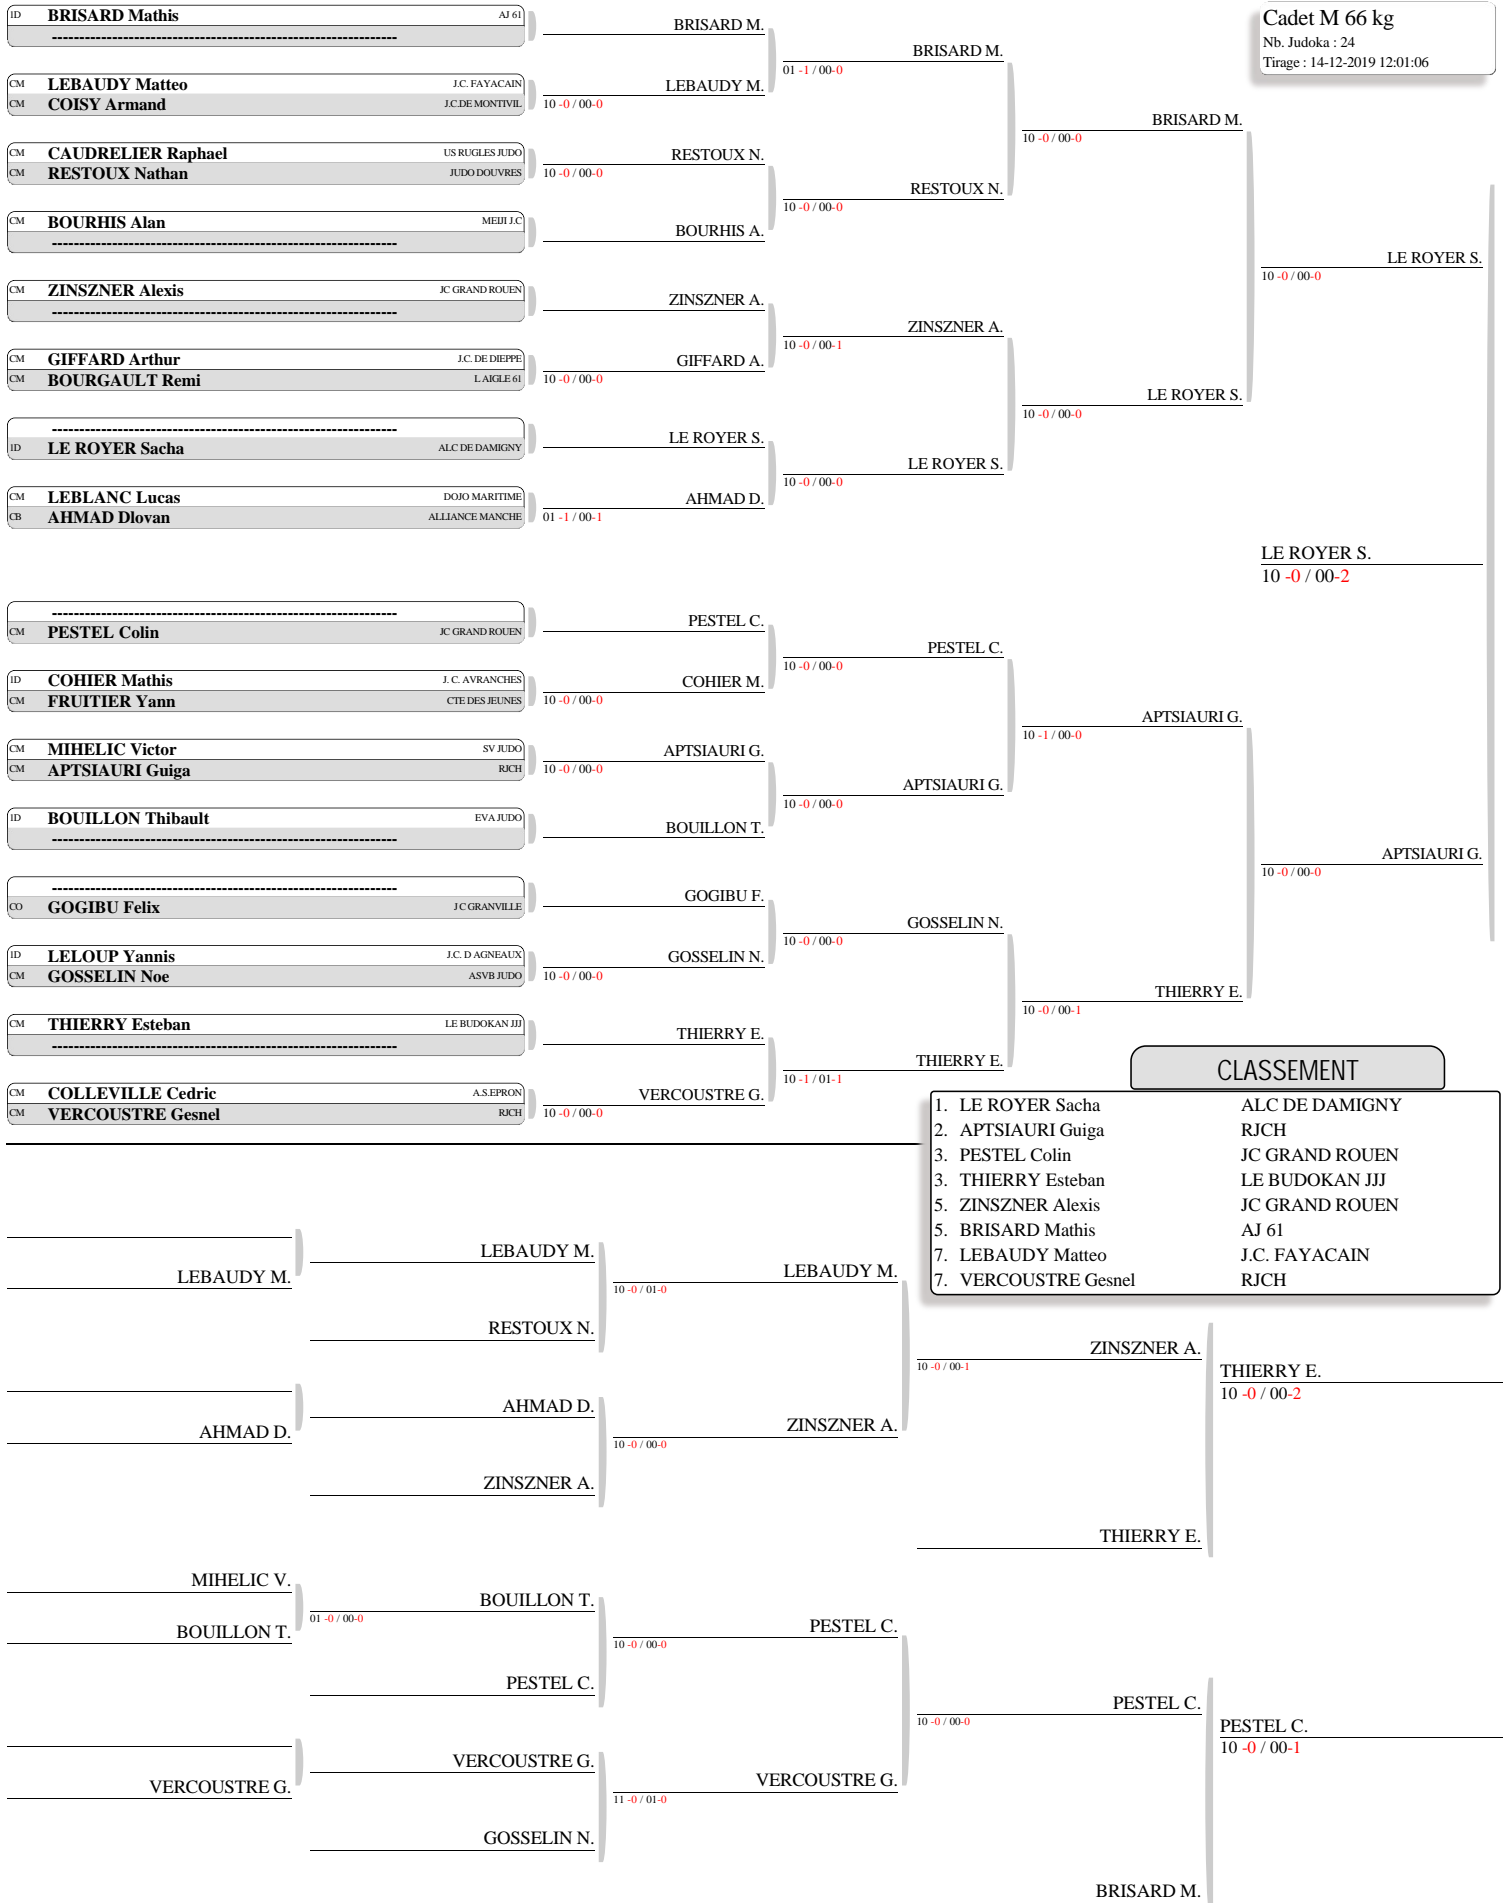 Cadet M 66 kg
Nb. Judoka : 24
Tirage : 14-12-2019 12:01:06
1D BRISARD Mathis AJ 61
----------------------------------------------------------------
CM LEBAUDY Matteo J.C. FAYACAIN
CM COISY Armand J.C.DE MONTIVIL
CM CAUDRELIER Raphael US RUGLES JUDO
CM RESTOUX Nathan JUDO DOUVRES
CM BOURHIS Alan MEIJI J.C
----------------------------------------------------------------
CM ZINSZNER Alexis JC GRAND ROUEN
----------------------------------------------------------------
CM GIFFARD Arthur J.C. DE DIEPPE
CM BOURGAULT Remi L AIGLE 61
----------------------------------------------------------------
1D LE ROYER Sacha ALC DE DAMIGNY
CM LEBLANC Lucas DOJO MARITIME
CB AHMAD Dlovan ALLIANCE MANCHE
----------------------------------------------------------------
CM PESTEL Colin JC GRAND ROUEN
1D COHIER Mathis J. C. AVRANCHES
CM FRUITIER Yann CTE DES JEUNES
CM MIHELIC Victor SV JUDO
CM APTSIAURI Guiga RJCH
1D BOUILLON Thibault EVA JUDO
----------------------------------------------------------------
----------------------------------------------------------------
CO GOGIBU Felix J C GRANVILLE
1D LELOUP Yannis J.C. D AGNEAUX
CM GOSSELIN Noe ASVB JUDO
CM THIERRY Esteban LE BUDOKAN JJJ
----------------------------------------------------------------
CM COLLEVILLE Cedric A.S.EPRON
CM VERCOUSTRE Gesnel RJCH
BRISARD M.
LEBAUDY M.
10 -0 / 00-0
RESTOUX N.
10 -0 / 00-0
BOURHIS A.
ZINSZNER A.
GIFFARD A.
10 -0 / 00-0
LE ROYER S.
AHMAD D.
01 -1 / 00-1
PESTEL C.
COHIER M.
10 -0 / 00-0
APTSIAURI G.
10 -0 / 00-0
BOUILLON T.
GOGIBU F.
GOSSELIN N.
10 -0 / 00-0
THIERRY E.
VERCOUSTRE G.
10 -0 / 00-0
BRISARD M.
01 -1 / 00-0
RESTOUX N.
10 -0 / 00-0
ZINSZNER A.
10 -0 / 00-1
LE ROYER S.
10 -0 / 00-0
PESTEL C.
10 -0 / 00-0
APTSIAURI G.
10 -0 / 00-0
GOSSELIN N.
10 -0 / 00-0
THIERRY E.
10 -1 / 01-1
BRISARD M.
10 -0 / 00-0
LE ROYER S.
10 -0 / 00-0
APTSIAURI G.
10 -1 / 00-0
THIERRY E.
10 -0 / 00-1
LE ROYER S.
10 -0 / 00-0
APTSIAURI G.
10 -0 / 00-0
LE ROYER S.
10 -0 / 00-2
CLASSEMENT
1. LE ROYER Sacha ALC DE DAMIGNY
2. APTSIAURI Guiga RJCH
3. PESTEL Colin JC GRAND ROUEN
3. THIERRY Esteban LE BUDOKAN JJJ
5. ZINSZNER Alexis JC GRAND ROUEN
5. BRISARD Mathis AJ 61
7. LEBAUDY Matteo J.C. FAYACAIN
7. VERCOUSTRE Gesnel RJCH
LEBAUDY M.
AHMAD D.
MIHELIC V.
BOUILLON T.
VERCOUSTRE G.
LEBAUDY M.
RESTOUX N.
AHMAD D.
ZINSZNER A.
BOUILLON T.
01 -0 / 00-0
PESTEL C.
VERCOUSTRE G.
GOSSELIN N.
LEBAUDY M.
10 -0 / 01-0
ZINSZNER A.
10 -0 / 00-0
PESTEL C.
10 -0 / 00-0
VERCOUSTRE G.
11 -0 / 01-0
ZINSZNER A.
10 -0 / 00-1
THIERRY E.
PESTEL C.
10 -0 / 00-0
BRISARD M.
THIERRY E.
10 -0 / 00-2
PESTEL C.
10 -0 / 00-1